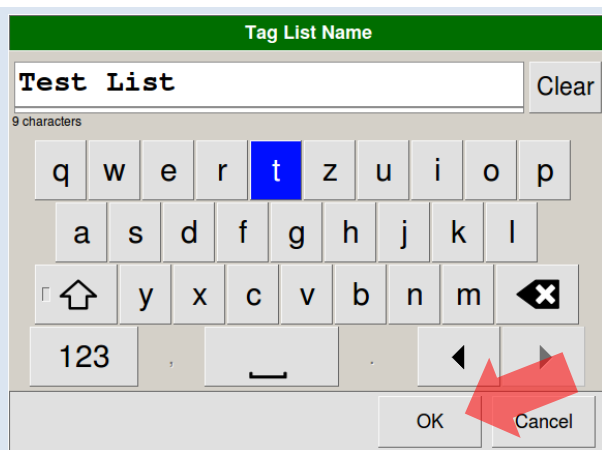 Tag List Name
Test List Clear
9 characters
q w e r t z u i o p
a s d f g h j k l
y x c v b n m
123 , .
OK Cancel